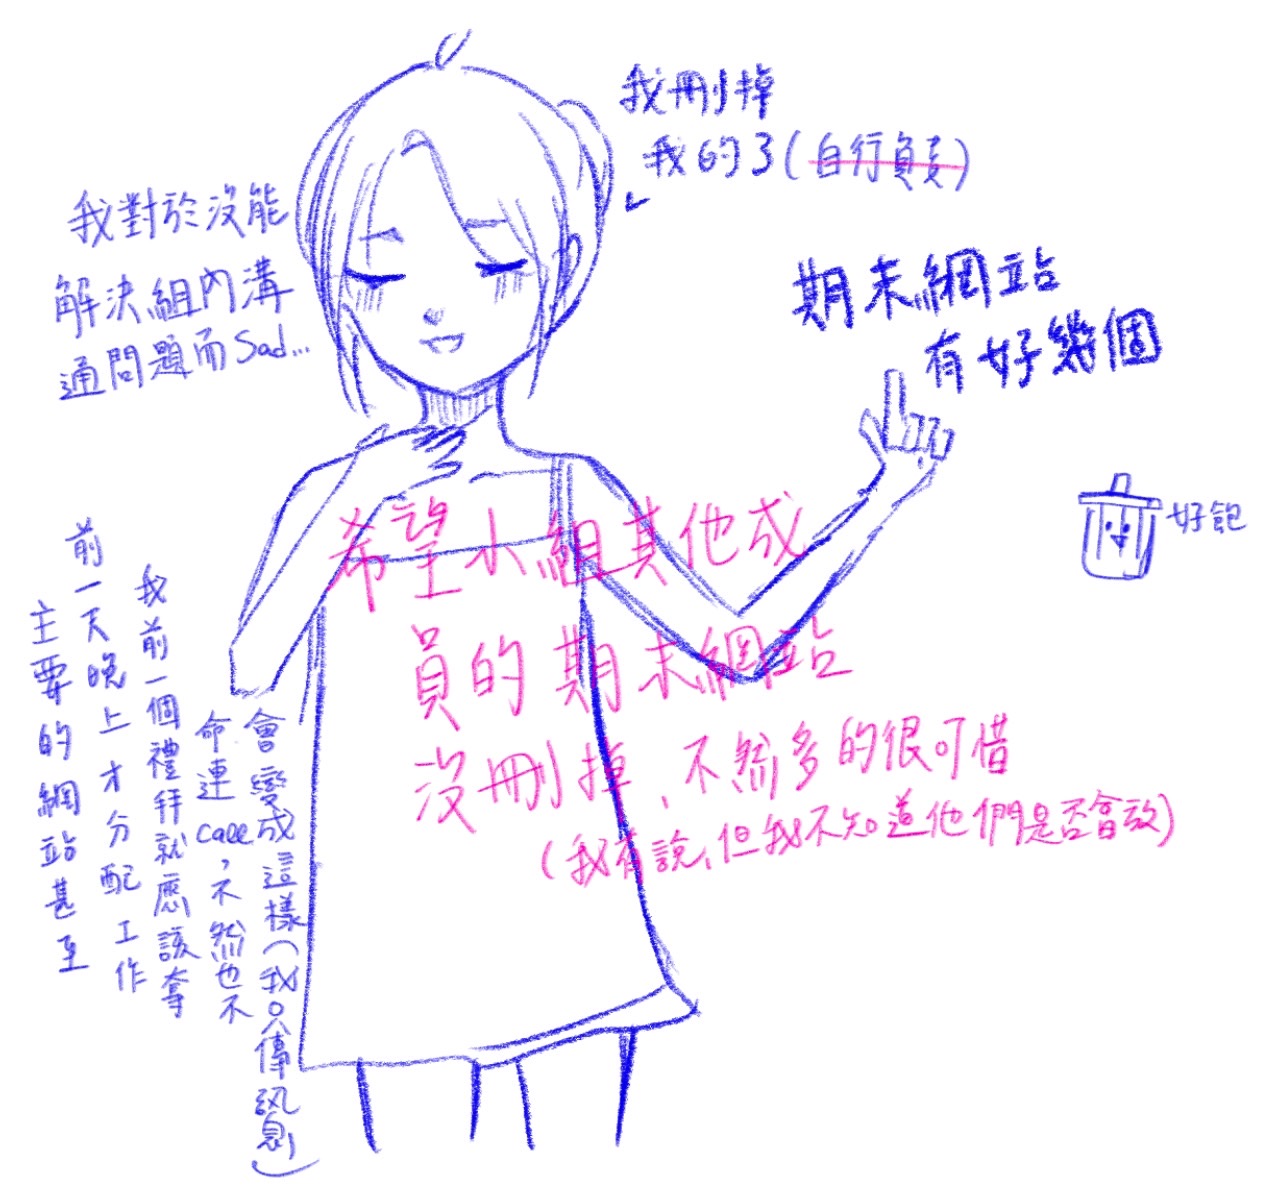 我刪掉
我的了(自行負責)
我對於沒能
解決組內溝
通問題而Sad...
期末網站
有好幾個
好飽
希望小組其他成
員的期末網站
沒刪掉、不然多的很可惜
(我有說,但我不知道他們是否會放)
主要的網站甚至
前一天晚上才分配工作
我前一個禮拜就應該奪
命連call,不然也不
會變成這樣(我只傳訊息)